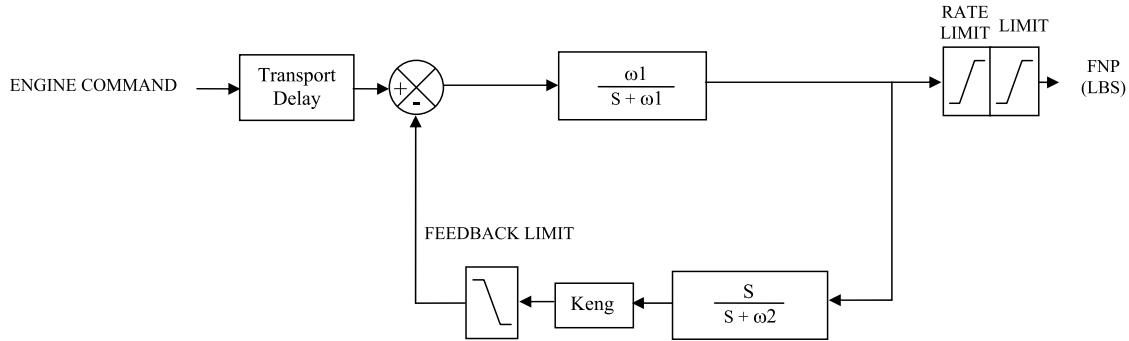 RATE
LIMIT
LIMIT
ENGINE COMMAND
Transport
Delay
+
-
ω1
S + ω1
FNP
(LBS)
FEEDBACK LIMIT
Keng
S
S + ω2